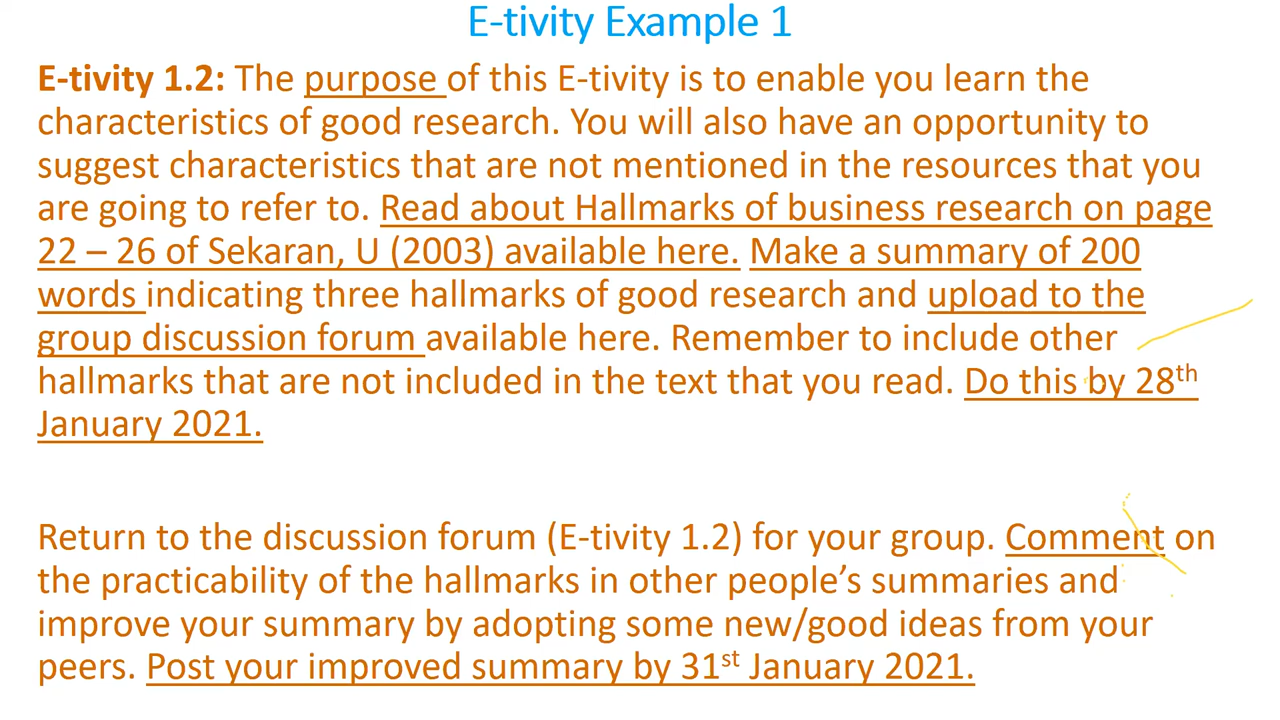 E-tivity Example 1
E-tivity 1.2: The purpose of this E-tivity is to enable you learn the
characteristics of good research. You will also have an opportunity to
suggest characteristics that are not mentioned in the resources that you
are going to refer to. Read about Hallmarks of business research on page
22 – 26 of Sekaran, U (2003) available here. Make a summary of 200
words indicating three hallmarks of good research and upload to the
group discussion forum available here. Remember to include other
hallmarks that are not included in the text that you read. Do this by 28th
January 2021.
Return to the discussion forum (E-tivity 1.2) for your group. Comment on
the practicability of the hallmarks in other people’s summaries and
improve your summary by adopting some new/good ideas from your
peers. Post your improved summary by 31st January 2021.